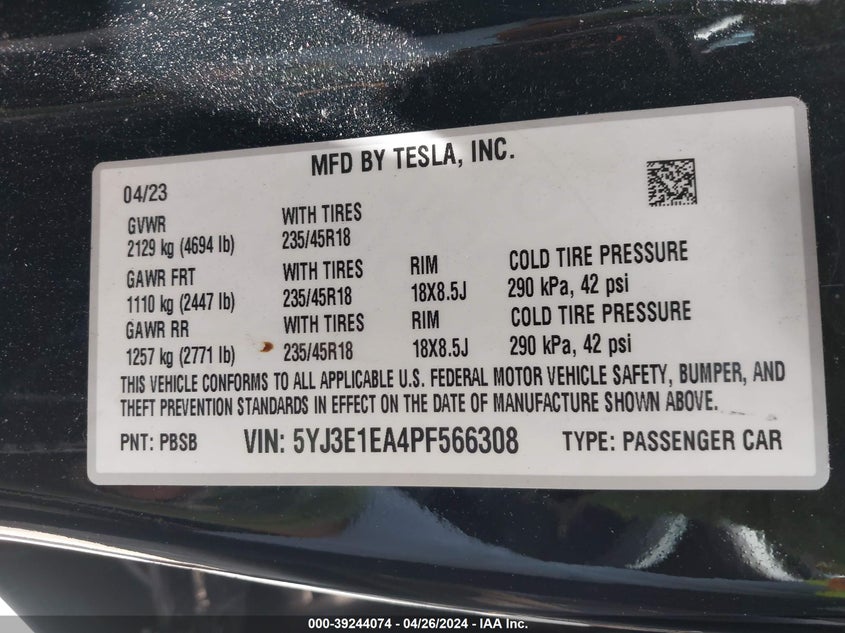 MFD BY TESLA, INC.
04/23
GVWR WITH TIRES
2129 kg (4694 lb) 235/45R18
GAWR FRT WITH TIRES RIM COLD TIRE PRESSURE
1110 kg (2447 lb) 235/45R18 18X8.5J 290 kPa, 42 psi
GAWR RR WITH TIRES RIM COLD TIRE PRESSURE
1257 kg (2771 lb) 235/45R18 18X8.5J 290 kPa, 42 psi
THIS VEHICLE CONFORMS TO ALL APPLICABLE U.S. FEDERAL MOTOR VEHICLE SAFETY, BUMPER, AND
THEFT PREVENTION STANDARDS IN EFFECT ON THE DATE OF MANUFACTURE SHOWN ABOVE.
PNT: PBSB VIN: 5YJ3E1EA4PF566308 TYPE: PASSENGER CAR
000-39244074 - 04/26/2024 - IAA Inc.